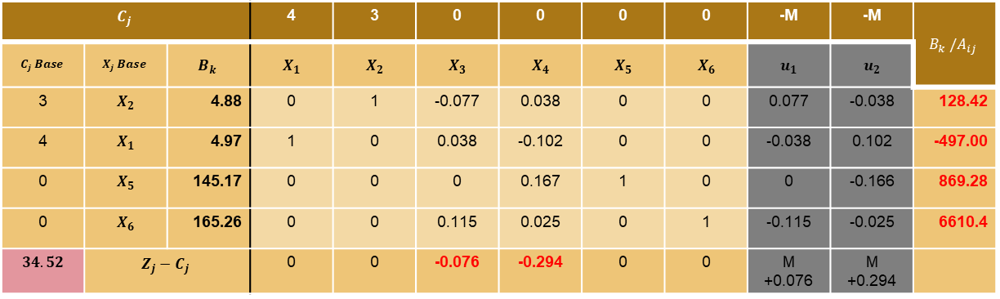 C_j 4 3 0 0 0 0 -M -M B_k /A_ij
C_j Base X_j Base B_k X_1 X_2 X_3 X_4 X_5 X_6 u_1 u_2
3 X_2 4.88 0 1 -0.077 0.038 0 0 0.077 -0.038 128.42
4 X_1 4.97 1 0 0.038 -0.102 0 0 -0.038 0.102 -497.00
0 X_5 145.17 0 0 0 0.167 1 0 0 -0.166 869.28
0 X_6 165.26 0 0 0.115 0.025 0 1 -0.115 -0.025 6610.4
34.52 Z_j − C_j 0 0 -0.076 -0.294 0 0 M +0.076 M +0.294